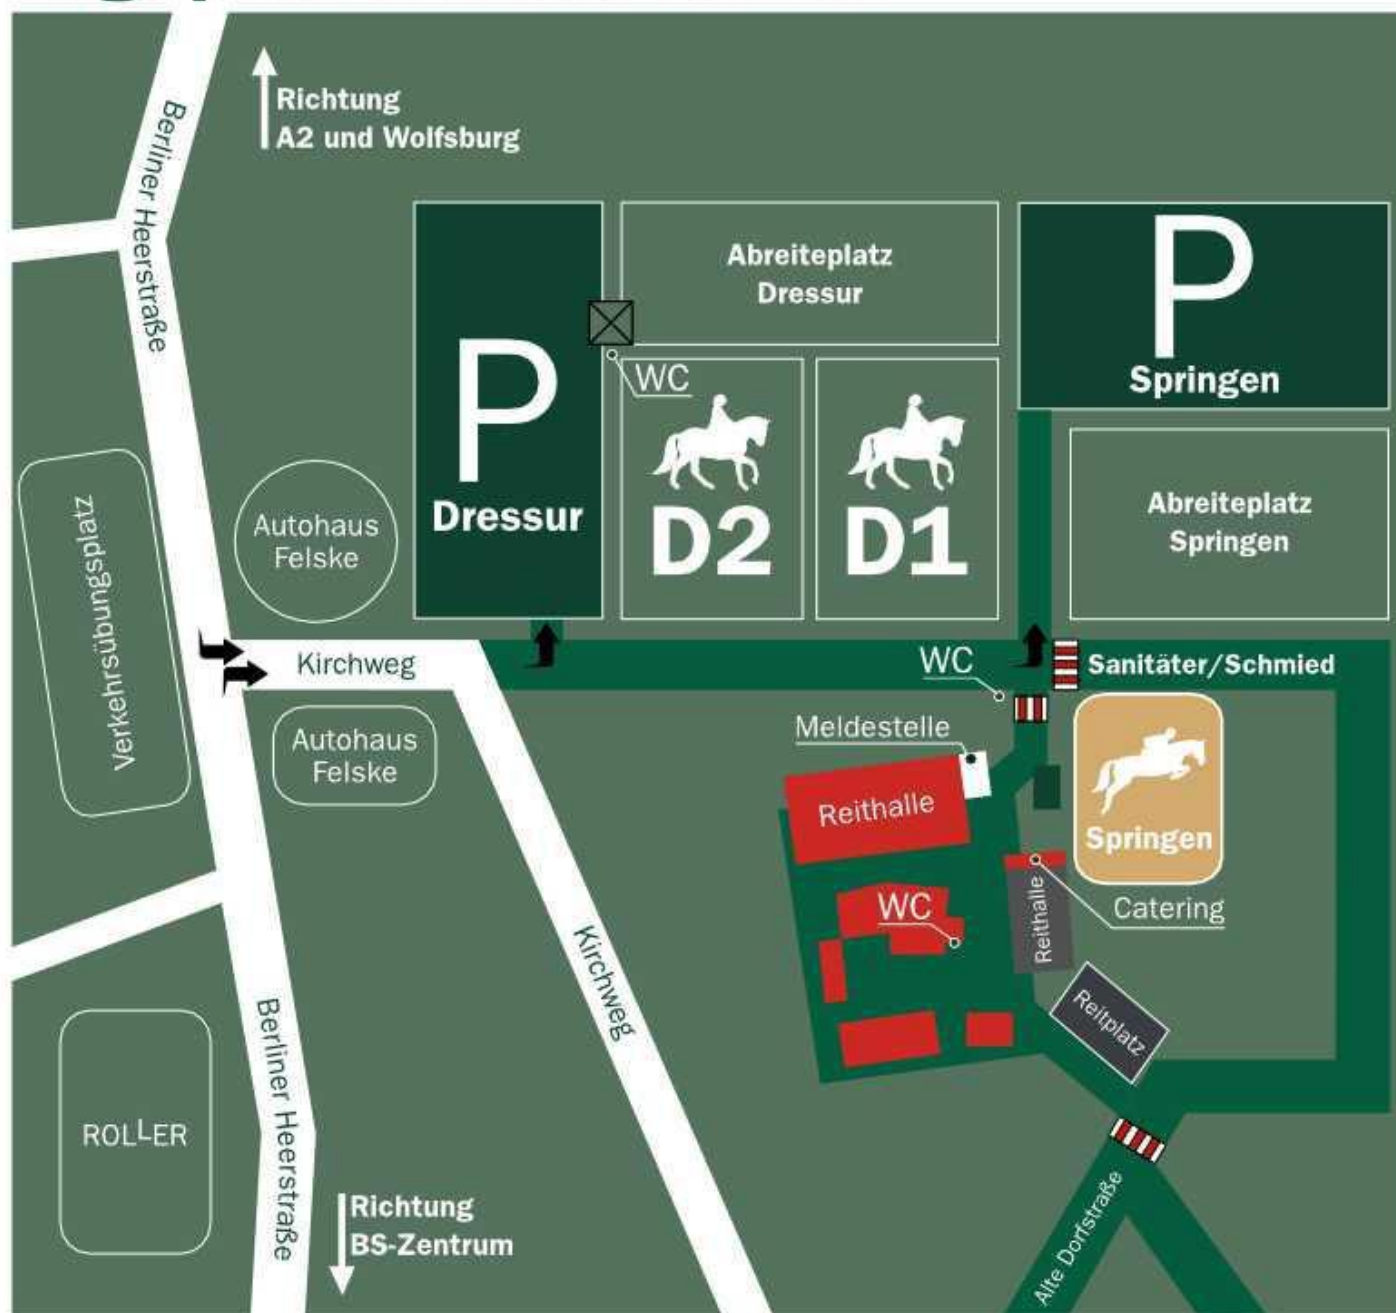 Richtung
A2 und Wolfsburg
Berliner Heerstraße
P
Dressur
Abreiteplatz
Dressur
P
Springen
WC
D2
D1
Abreiteplatz
Springen
Verkehrsübungsplatz
Autohaus
Felske
Kirchweg
WC
Sanitäter/Schmied
Autohaus
Felske
Meldestelle
Reithalle
Springen
WC
Reithalle
Catering
Kirchweg
Reitplatz
Berliner Heerstraße
ROLLER
Richtung
BS-Zentrum
Alte Dorfstraße